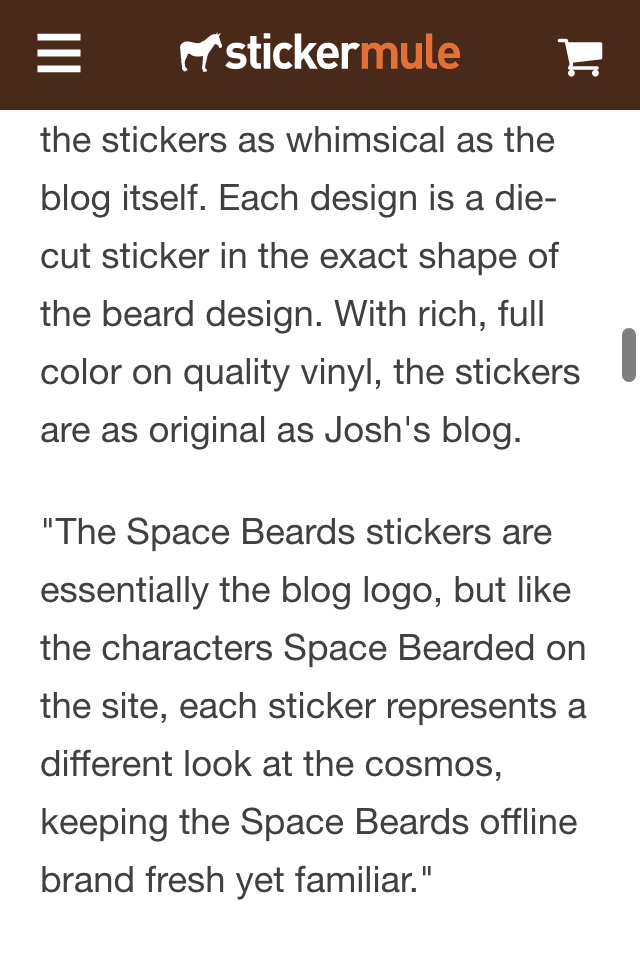 stickermule
the stickers as whimsical as the
blog itself. Each design is a die-
cut sticker in the exact shape of
the beard design. With rich, full
color on quality vinyl, the stickers
are as original as Josh's blog.
"The Space Beards stickers are
essentially the blog logo, but like
the characters Space Bearded on
the site, each sticker represents a
different look at the cosmos,
keeping the Space Beards offline
brand fresh yet familiar."